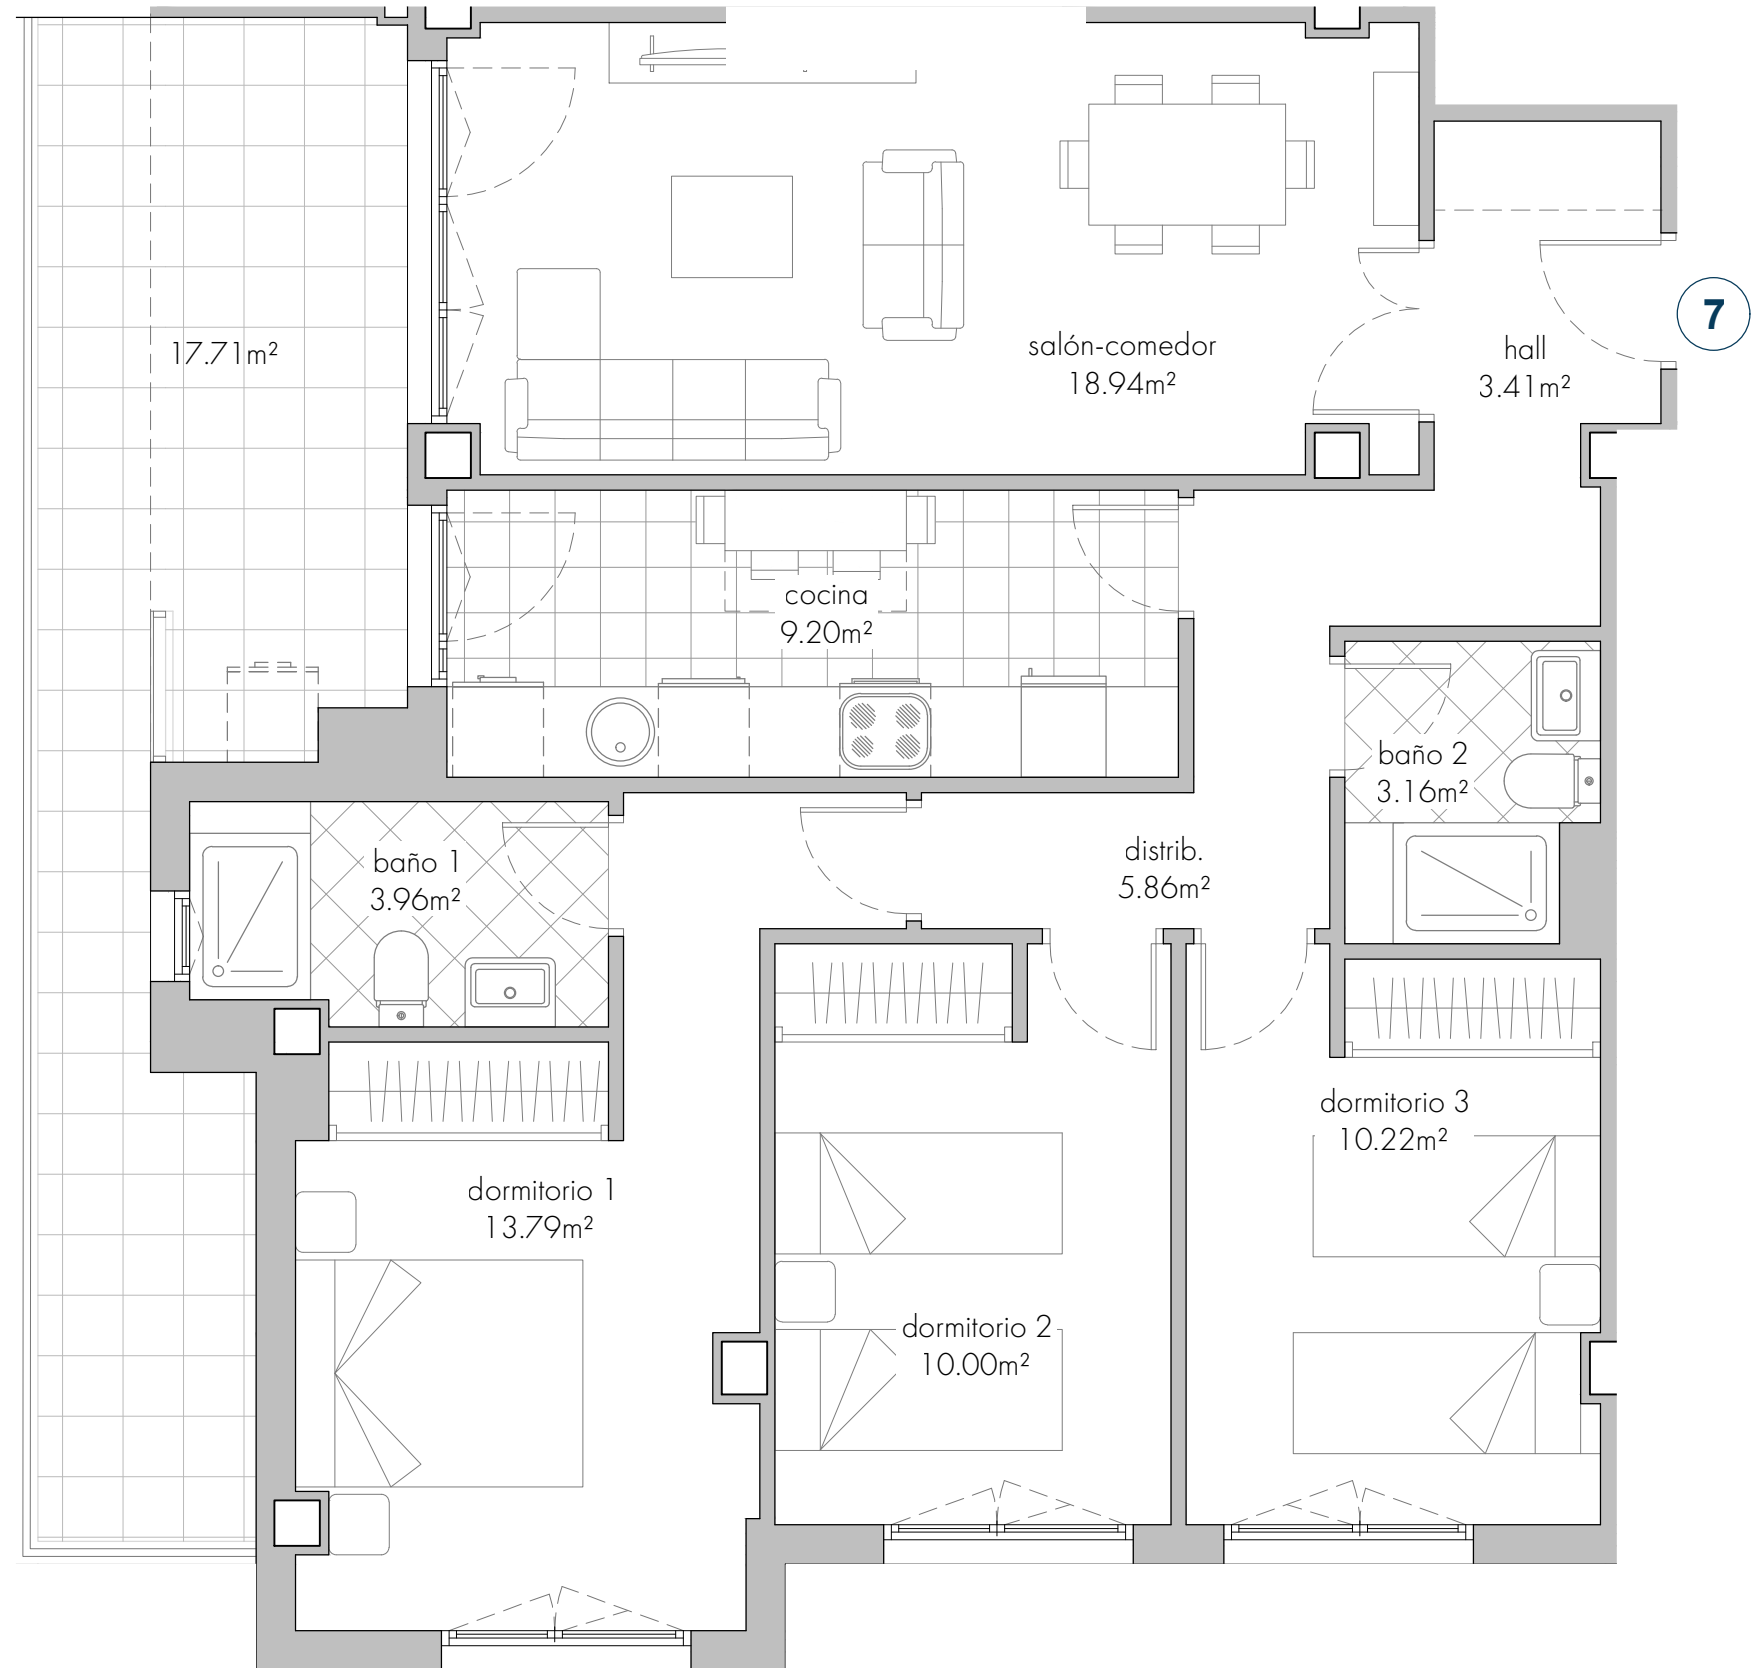 7
17.71m²
salón-comedor
18.94m²
hall
3.41m²
cocina
9.20m²
baño 2
3.16m²
baño 1
3.96m²
distrib.
5.86m²
dormitorio 3
10.22m²
dormitorio 1
13.79m²
dormitorio 2
10.00m²